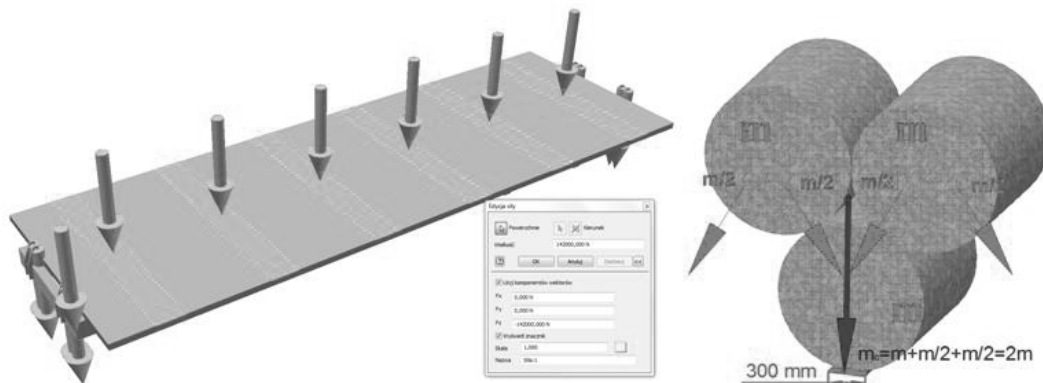 Edycja siły
Powierzchnie
Kierunek
Wielkość
142000,000 N
OK
Anuluj
Zastosuj
<<
Użyj komponentów wektorów
Fx 0,000 N
Fy 0,000 N
-142000,000 N
Wyświetl znacznik
Skala 1,000
Nazwa Siła:1
m
m
m/2
m/2
m/2
m/2
m
m+m/2+m/2=2m
300 mm